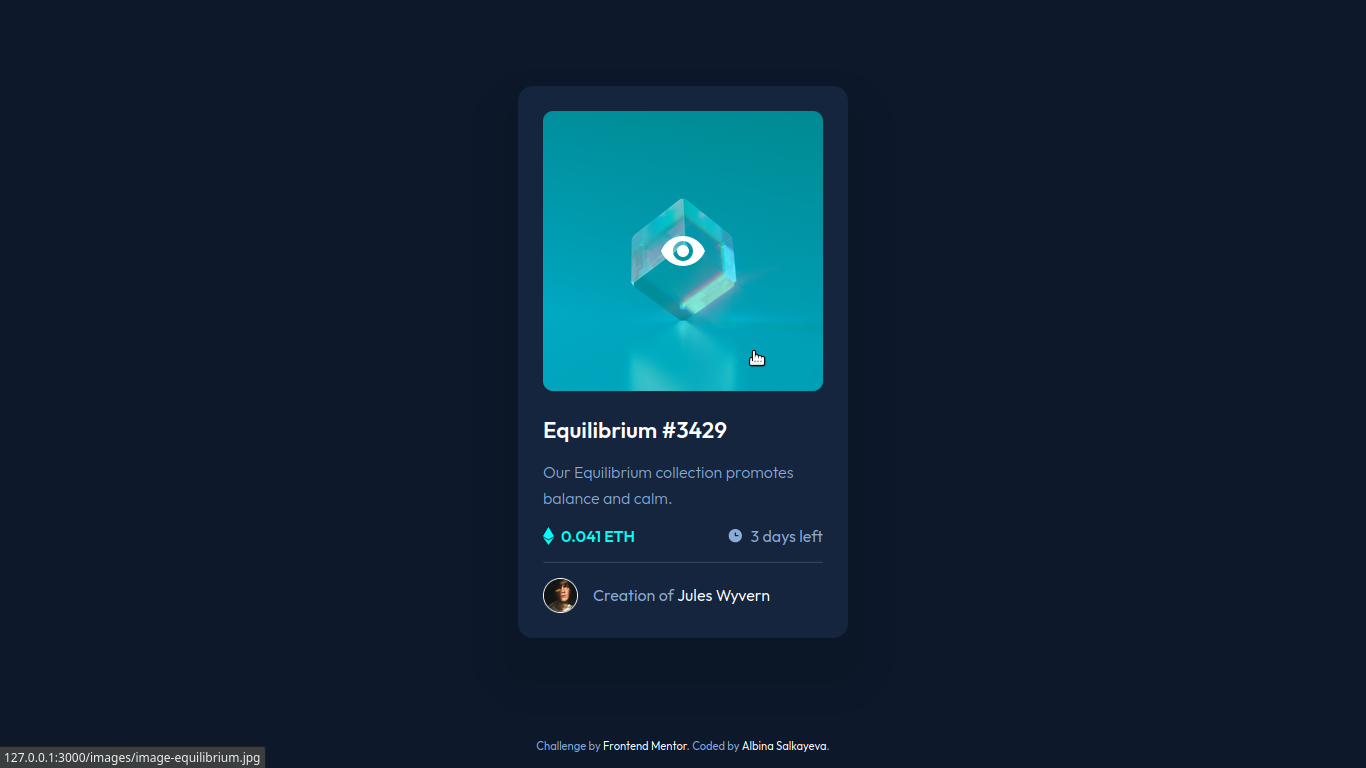 Equilibrium #3429
Our Equilibrium collection promotes
balance and calm.
0.041 ETH
3 days left
Creation of Jules Wyvern
Challenge by Frontend Mentor. Coded by Albina Salkayeva.
127.0.0.1:3000/images/image-equilibrium.jpg